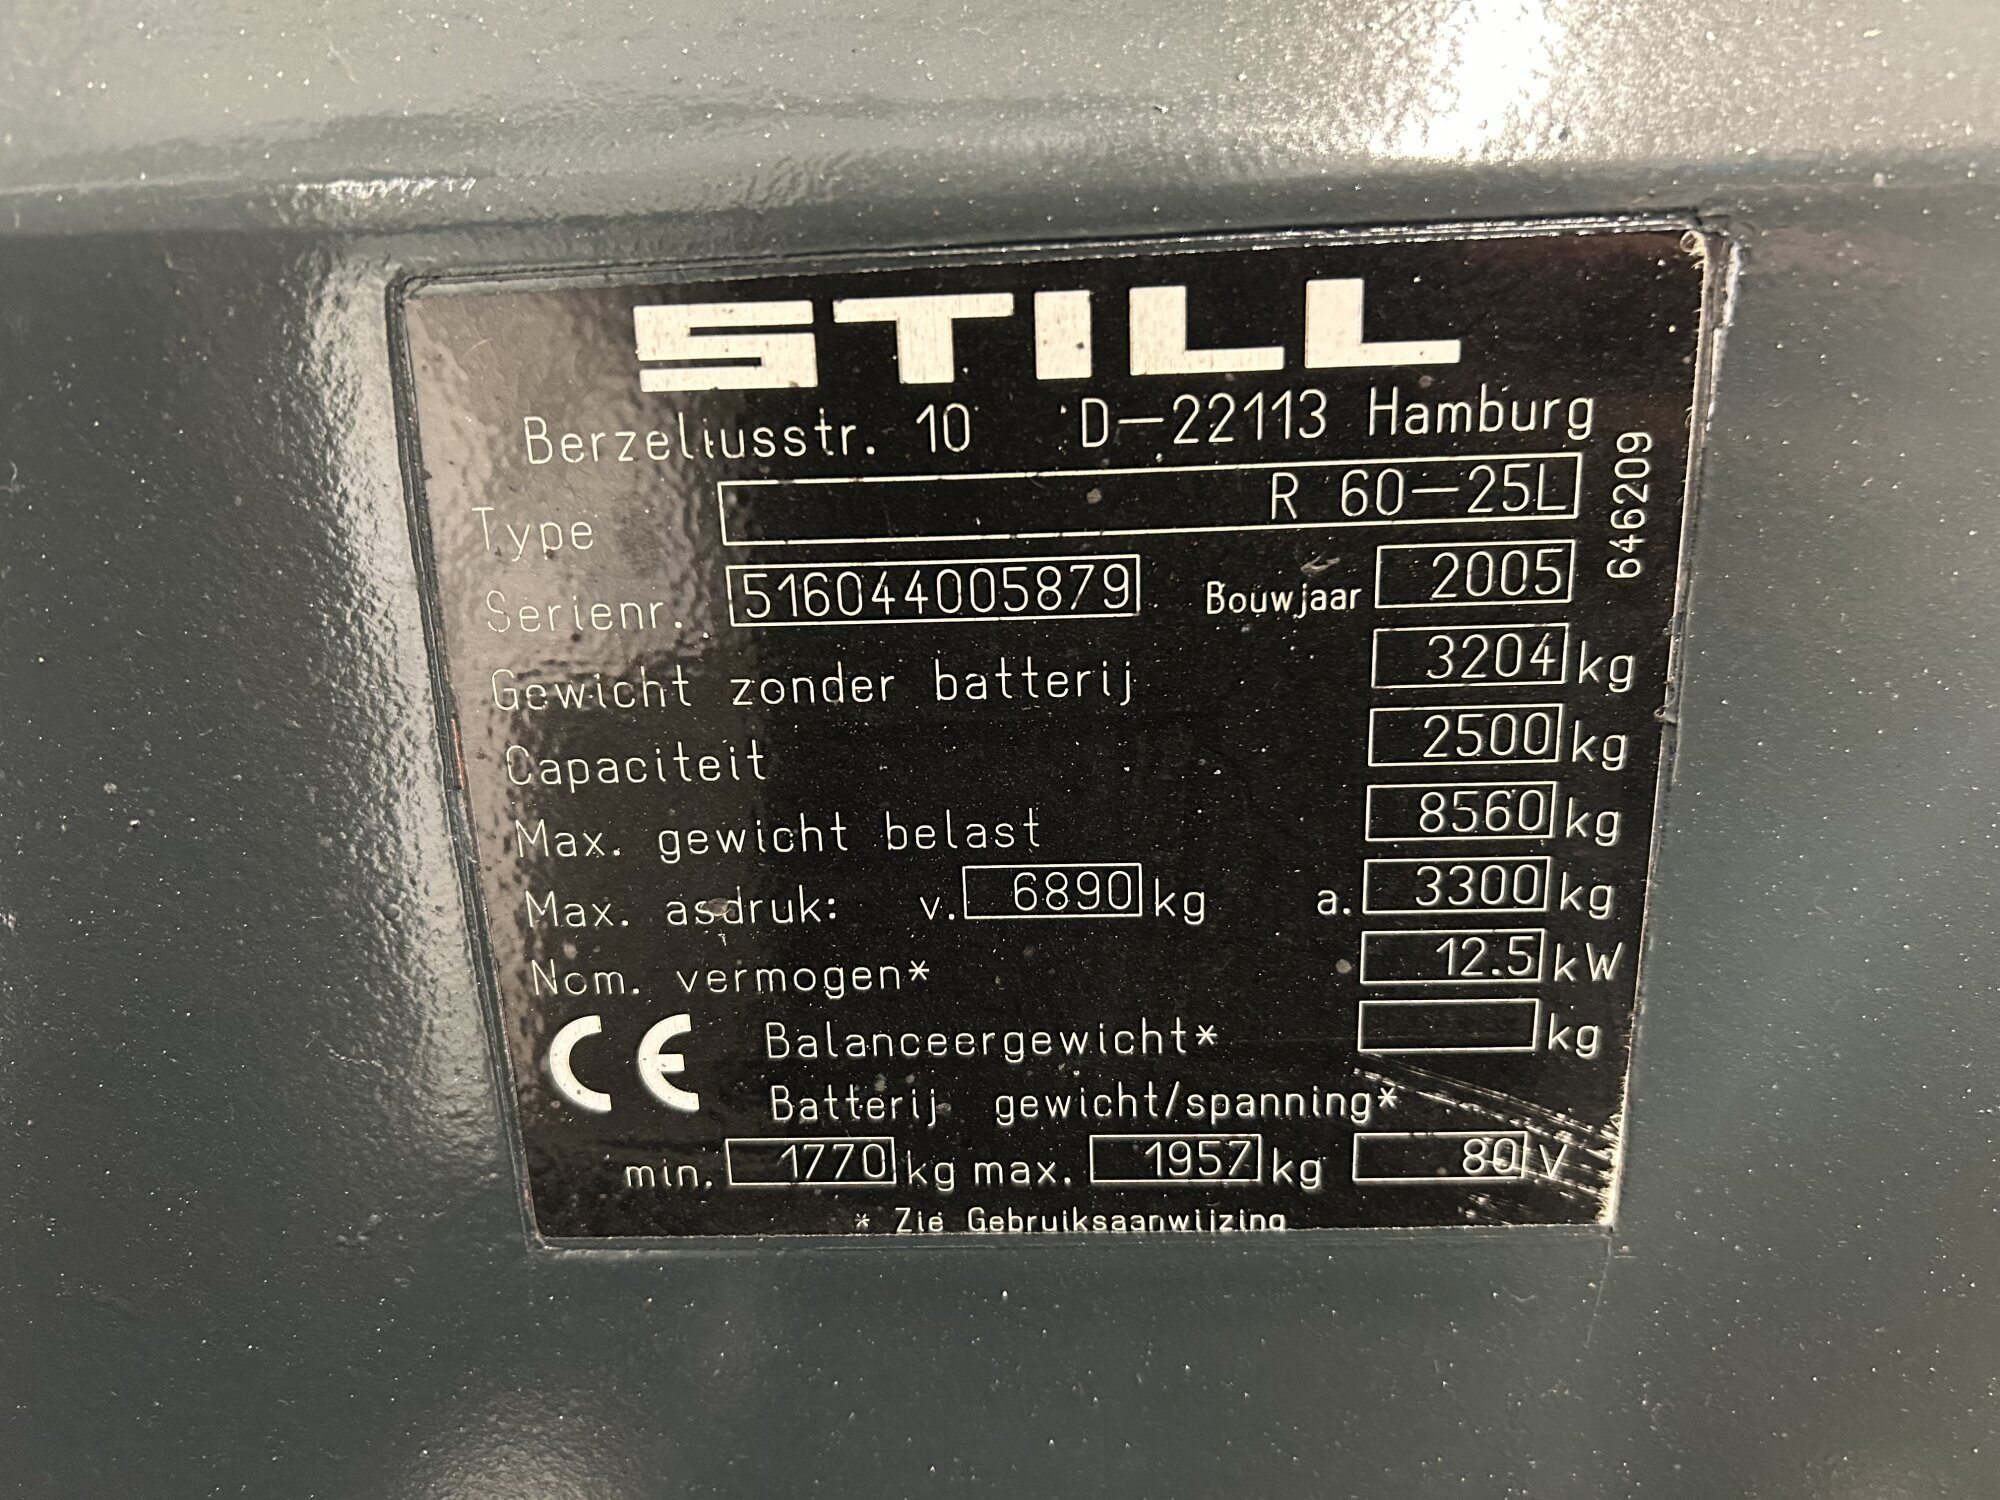 STILL
Berzeliusstr. 10 D-22113 Hamburg
646209
Type R 60-25L
Serienr. 516044005879 Bouwjaar 2005
Gewicht zonder batterij 3204 kg
Capaciteit 2500 kg
Max. gewicht belast 8560 kg
Max. asdruk: v. 6890 kg a. 3300 kg
Nom. vermogen* 12.5 kW
CE Balanceergewicht* kg
Batterij gewicht/spanning*
min. 1770 kg max. 1957 kg 80 V
* Zie Gebruiksaanwijzing